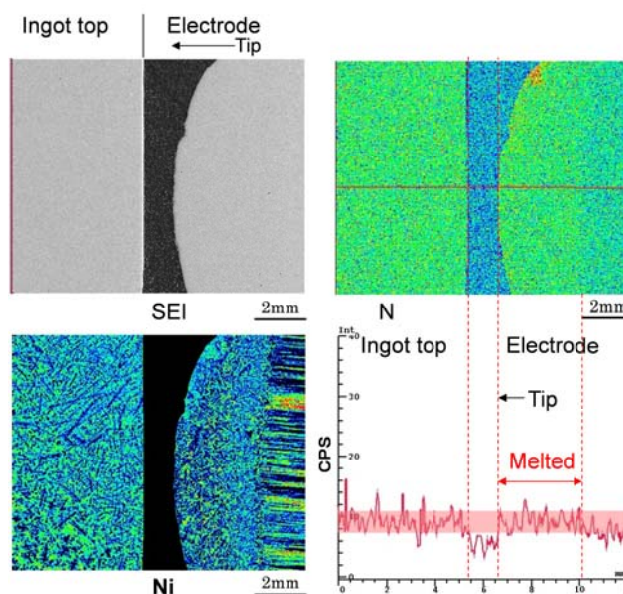 Ingot top
Electrode
Tip
SEI
2mm
N
2mm
Ni
2mm
40
Int.
Ingot top
Electrode
30
Tip
CPS
20
Melted
10
0
0
2
4
6
8
10